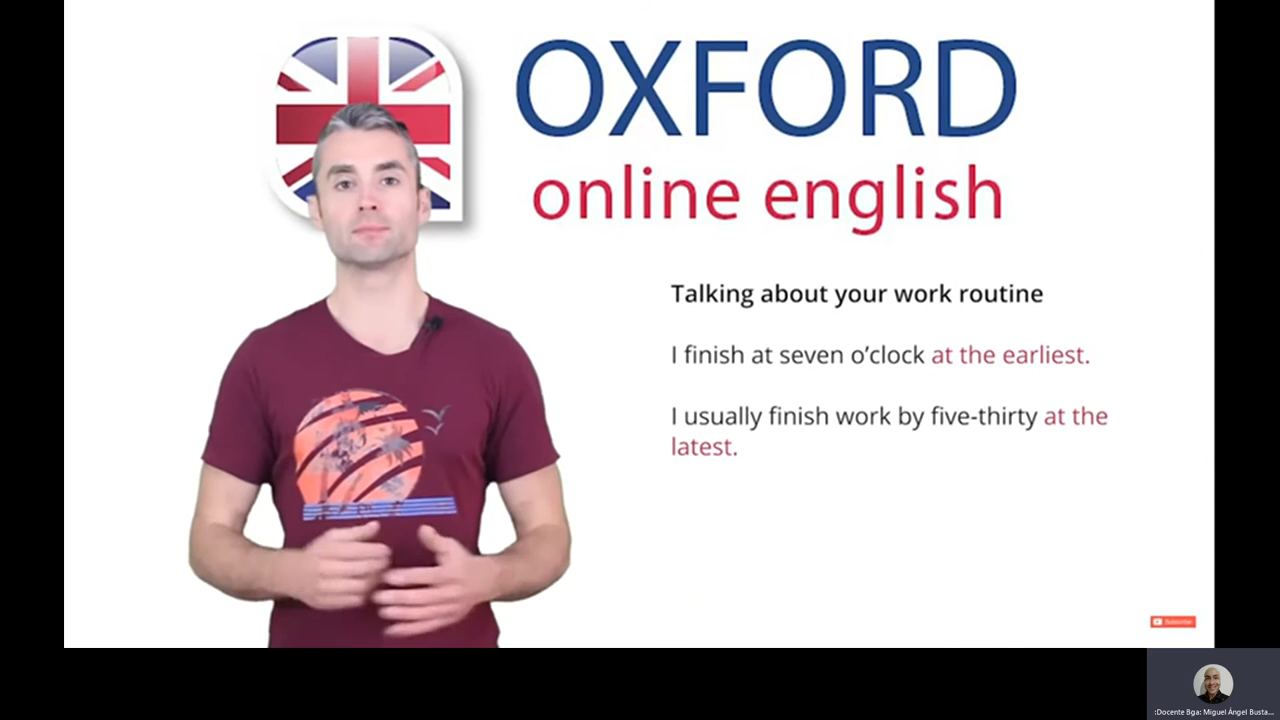 OXFORD
online english
Talking about your work routine
I finish at seven o’clock at the earliest.
I usually finish work by five-thirty at the
latest.
Subscribe
:Docente Bga: Miguel Ángel Busta...